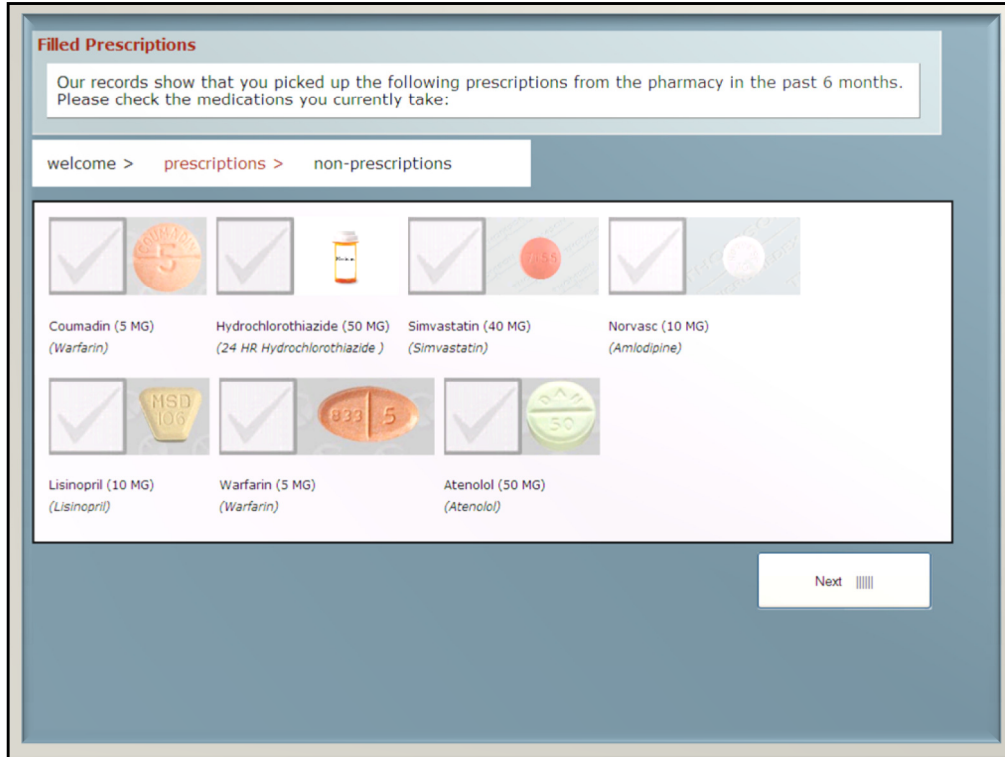 Filled Prescriptions
Our records show that you picked up the following prescriptions from the pharmacy in the past 6 months.
Please check the medications you currently take:
welcome > prescriptions > non-prescriptions
COUMADIN
5
Coumadin (5 MG)
(Warfarin)
Hydrochlorothiazide (50 MG)
(24 HR Hydrochlorothiazide )
Simvastatin (40 MG)
(Simvastatin)
Norvasc (10 MG)
(Amlodipine)
MSD
106
833 5
DAN
50
Lisinopril (10 MG)
(Lisinopril)
Warfarin (5 MG)
(Warfarin)
Atenolol (50 MG)
(Atenolol)
Next